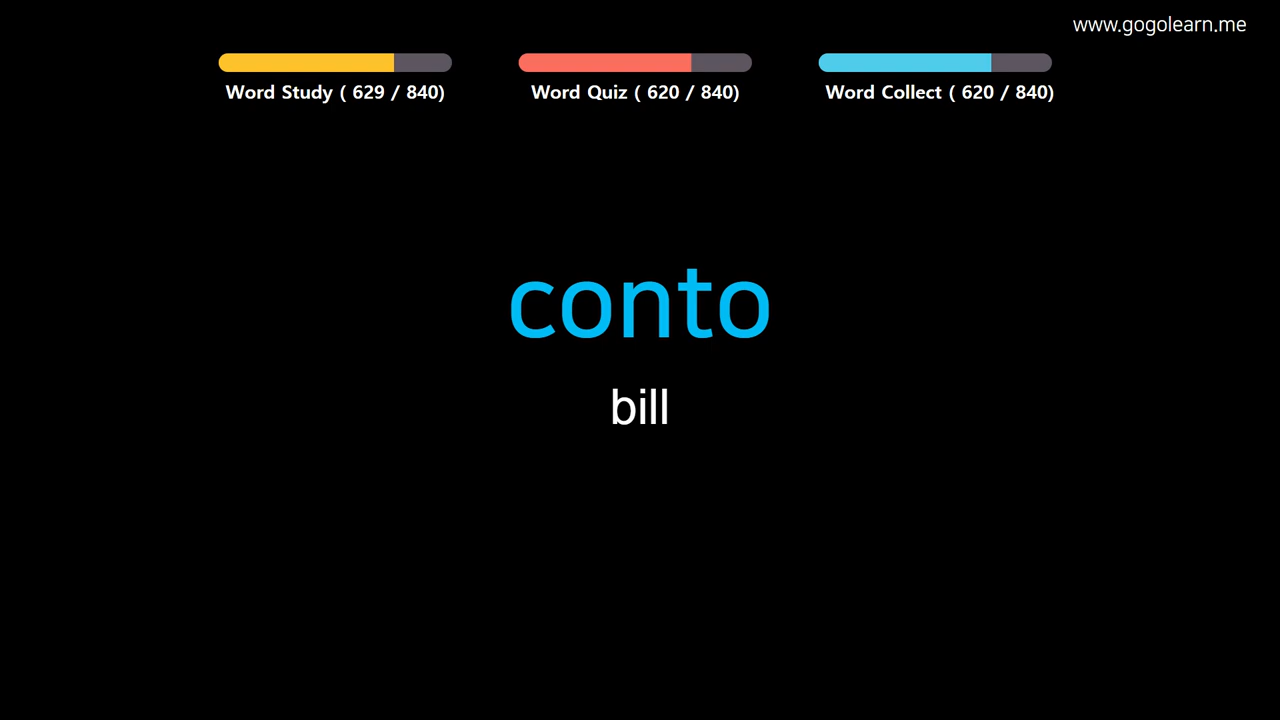 www.gogolearn.me
Word Study ( 629 / 840)
Word Quiz ( 620 / 840)
Word Collect ( 620 / 840)
conto
bill